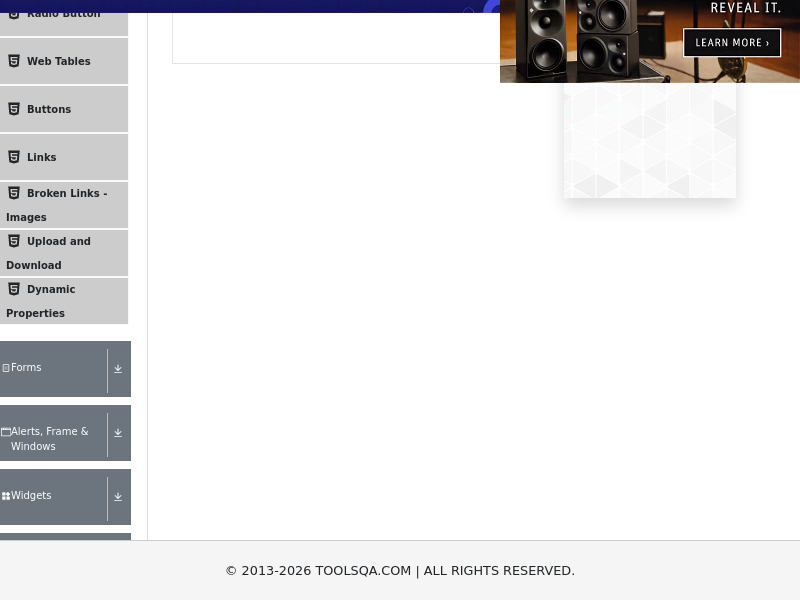 Radio Button
REVEAL IT.
LEARN MORE ›
Web Tables
Buttons
Links
Broken Links -
Images
Upload and
Download
Dynamic
Properties
Forms
Alerts, Frame &
Windows
Widgets
© 2013-2026 TOOLSQA.COM | ALL RIGHTS RESERVED.